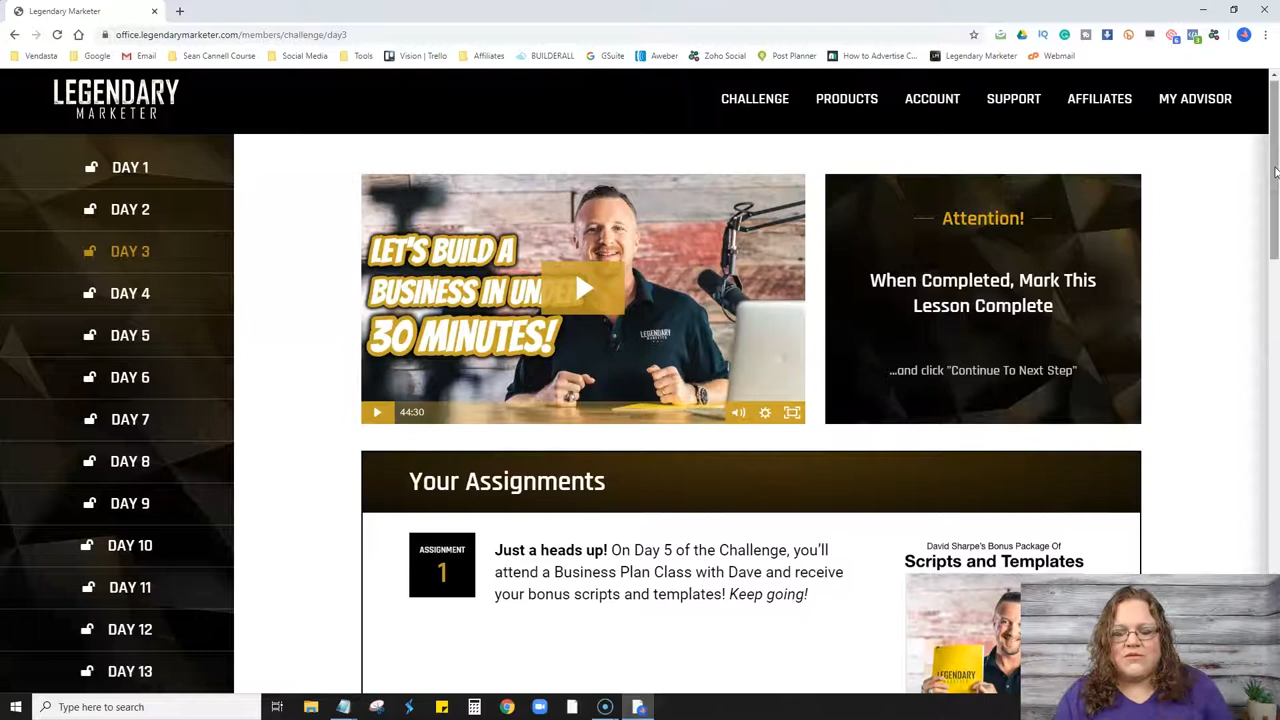 Legendary Marketer
office.legendarymarketer.com/members/challenge/day3
Vendasta
Google
Email
Sean Cannell Course
Social Media
Tools
Vision | Trello
Affiliates
BUILDERALL
GSuite
Aweber
Zoho Social
Post Planner
How to Advertise C...
Legendary Marketer
Webmail
LEGENDARY
MARKETER
CHALLENGE
PRODUCTS
ACCOUNT
SUPPORT
AFFILIATES
MY ADVISOR
DAY 1
DAY 2
DAY 3
DAY 4
DAY 5
DAY 6
DAY 7
DAY 8
DAY 9
DAY 10
DAY 11
DAY 12
DAY 13
LET'S BUILD A
BUSINESS IN UN
30 MINUTES!
LEGENDARY
MARKETER
44:30
Attention!
When Completed, Mark This
Lesson Complete
...and click "Continue To Next Step"
Your Assignments
ASSIGNMENT
1
Just a heads up! On Day 5 of the Challenge, you'll
attend a Business Plan Class with Dave and receive
your bonus scripts and templates! Keep going!
David Sharpe's Bonus Package Of
Scripts and Templates
LEGENDARY
Type here to search